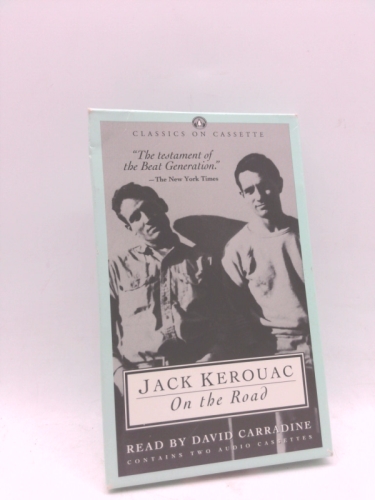 CLASSICS ON CASSETTE
"The testament of
the Beat Generation."
—The New York Times
JACK KEROUAC
On the Road
READ BY DAVID CARRADINE
CONTAINS TWO AUDIO CASSETTES